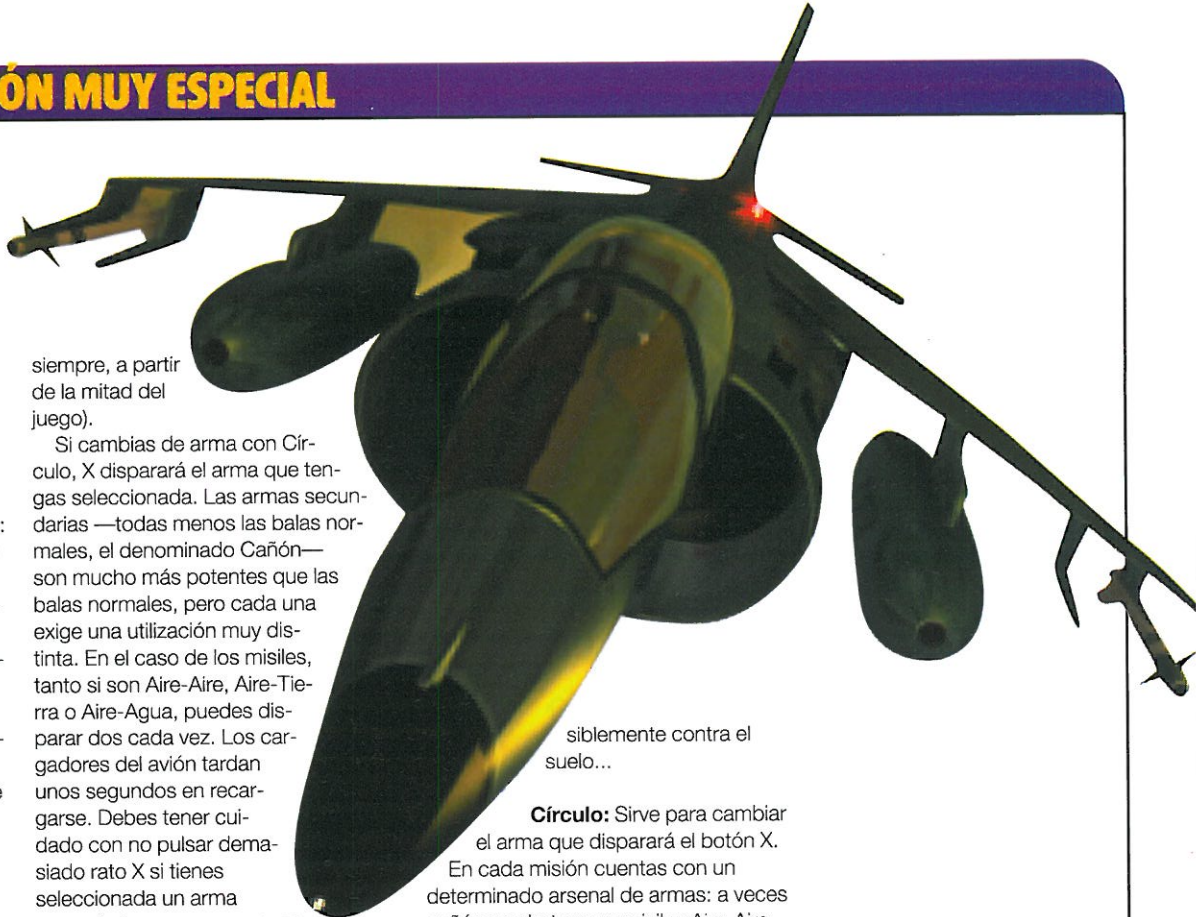 ÓN MUY ESPECIAL
siempre, a partir
de la mitad del
juego).
Si cambias de arma con Cír-
culo, X disparará el arma que ten-
gas seleccionada. Las armas secun-
darias —todas menos las balas nor-
males, el denominado Cañón—
son mucho más potentes que las
balas normales, pero cada una
exige una utilización muy dis-
tinta. En el caso de los misiles,
tanto si son Aire-Aire, Aire-Tie-
rra o Aire-Agua, puedes dis-
parar dos cada vez. Los car-
gadores del avión tardan
unos segundos en recar-
garse. Debes tener cui-
dado con no pulsar dema-
siado rato X si tienes
seleccionada un arma
siblemente contra el
suelo...
Círculo: Sirve para cambiar
el arma que disparará el botón X.
En cada misión cuentas con un
determinado arsenal de armas: a veces